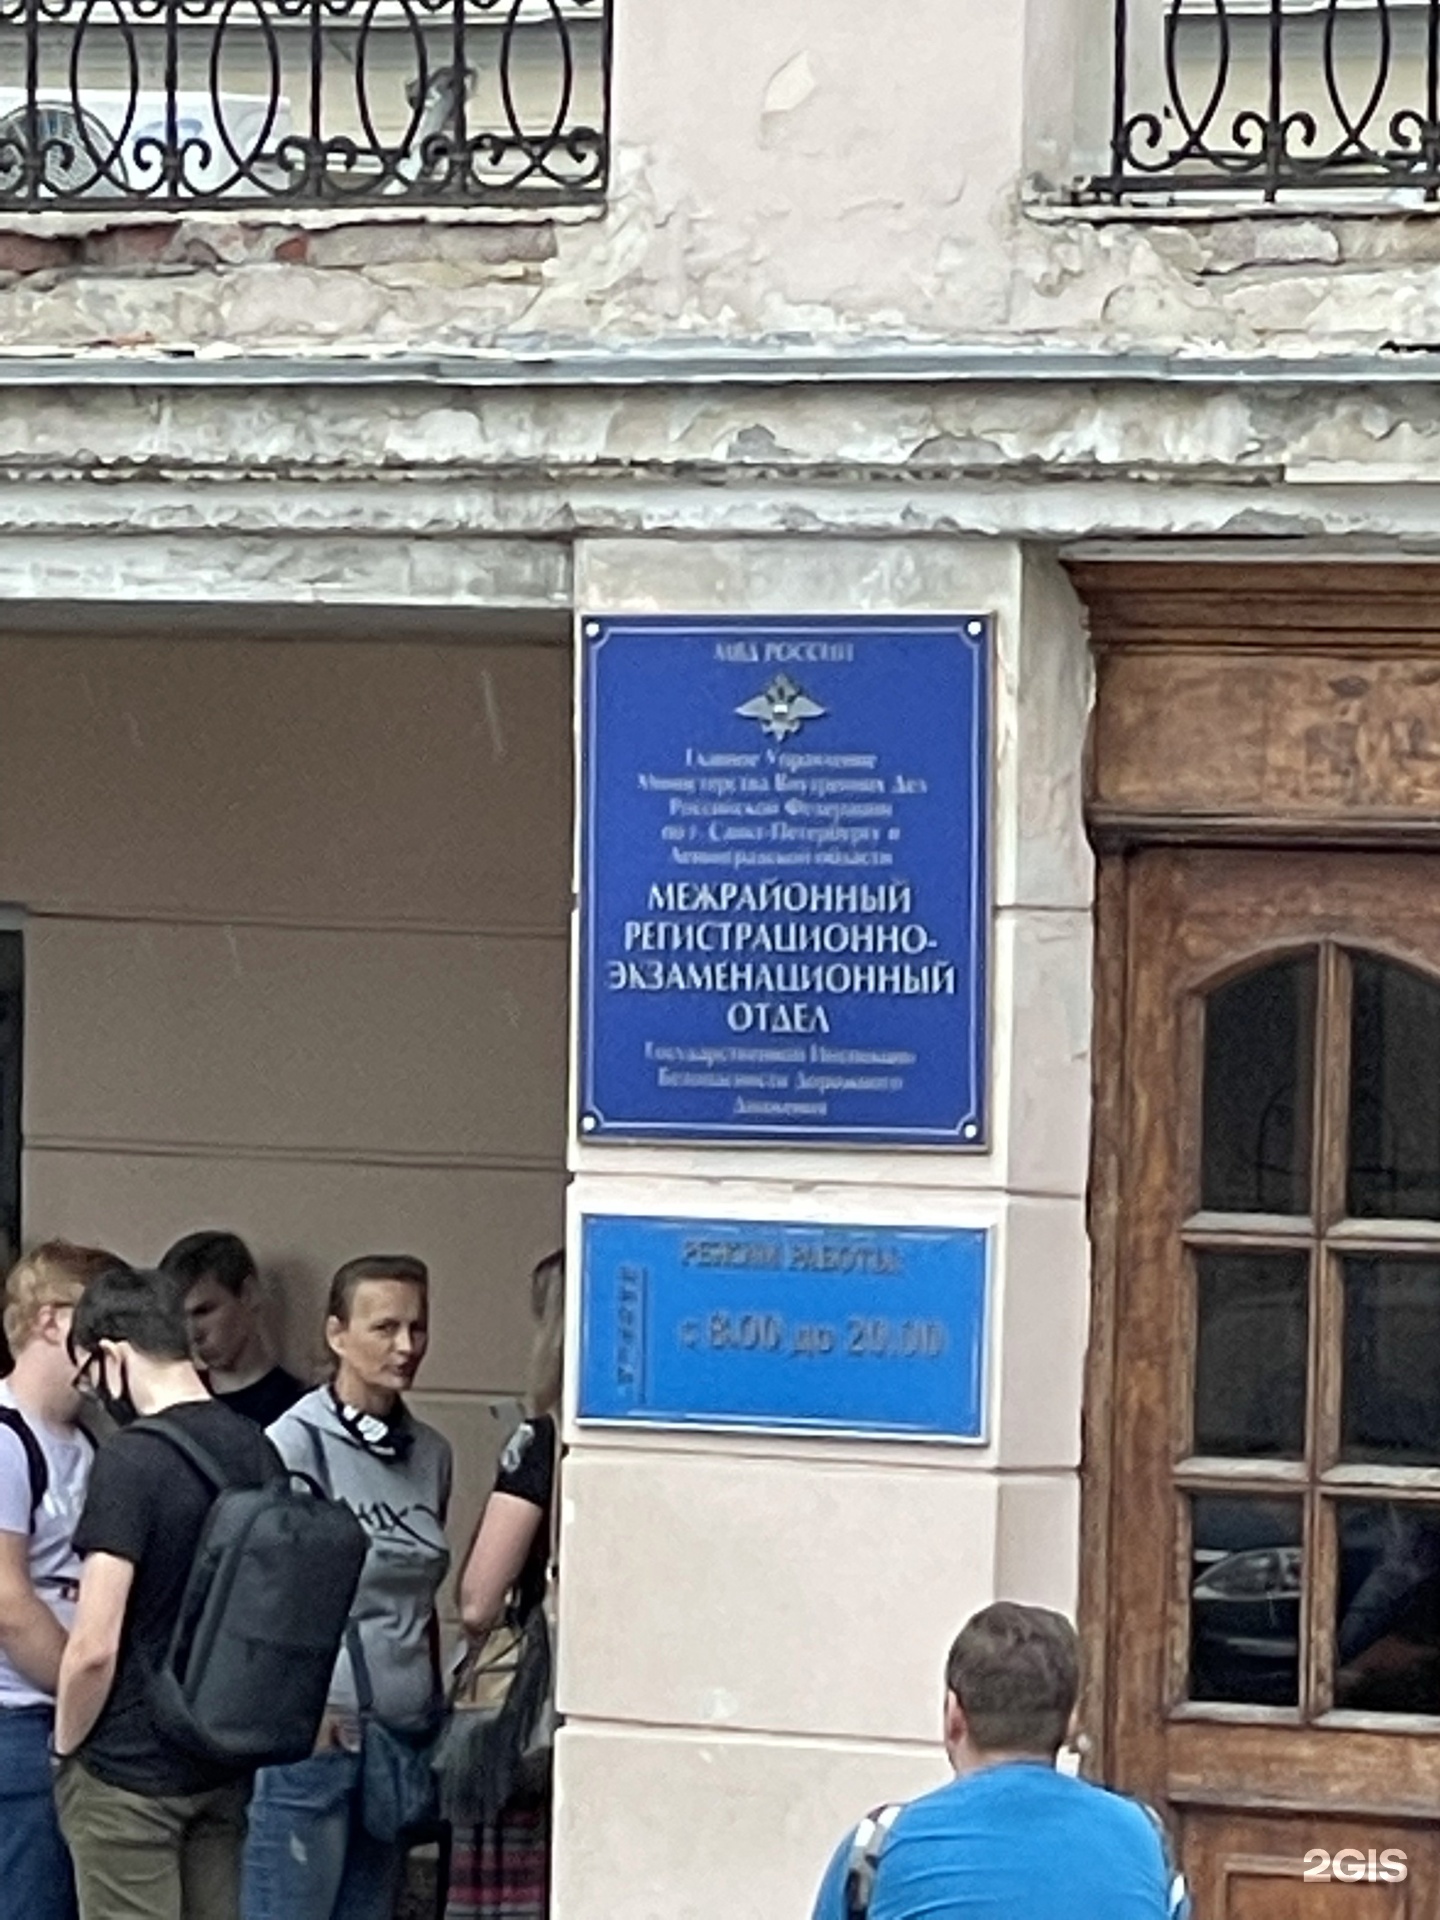 МВД РОССИИ
Главное Управление
Министерства Внутренних Дел
Российской Федерации
по г. Санкт-Петербургу и
Ленинградской области
МЕЖРАЙОННЫЙ
РЕГИСТРАЦИОННО-
ЭКЗАМЕНАЦИОННЫЙ
ОТДЕЛ
Государственной Инспекции
Безопасности Дорожного
Движения
РЕЖИМ РАБОТЫ:
с 8.00 до 20.00
2GIS